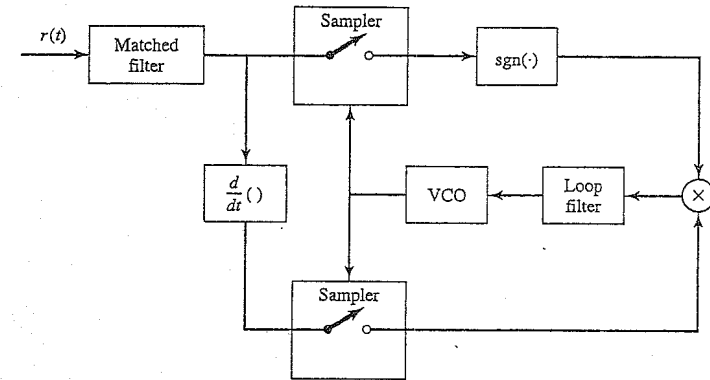 Sampler
r(t)
Matched
filter
sgn(·)
d
dt
( )
VCO
Loop
filter
×
Sampler